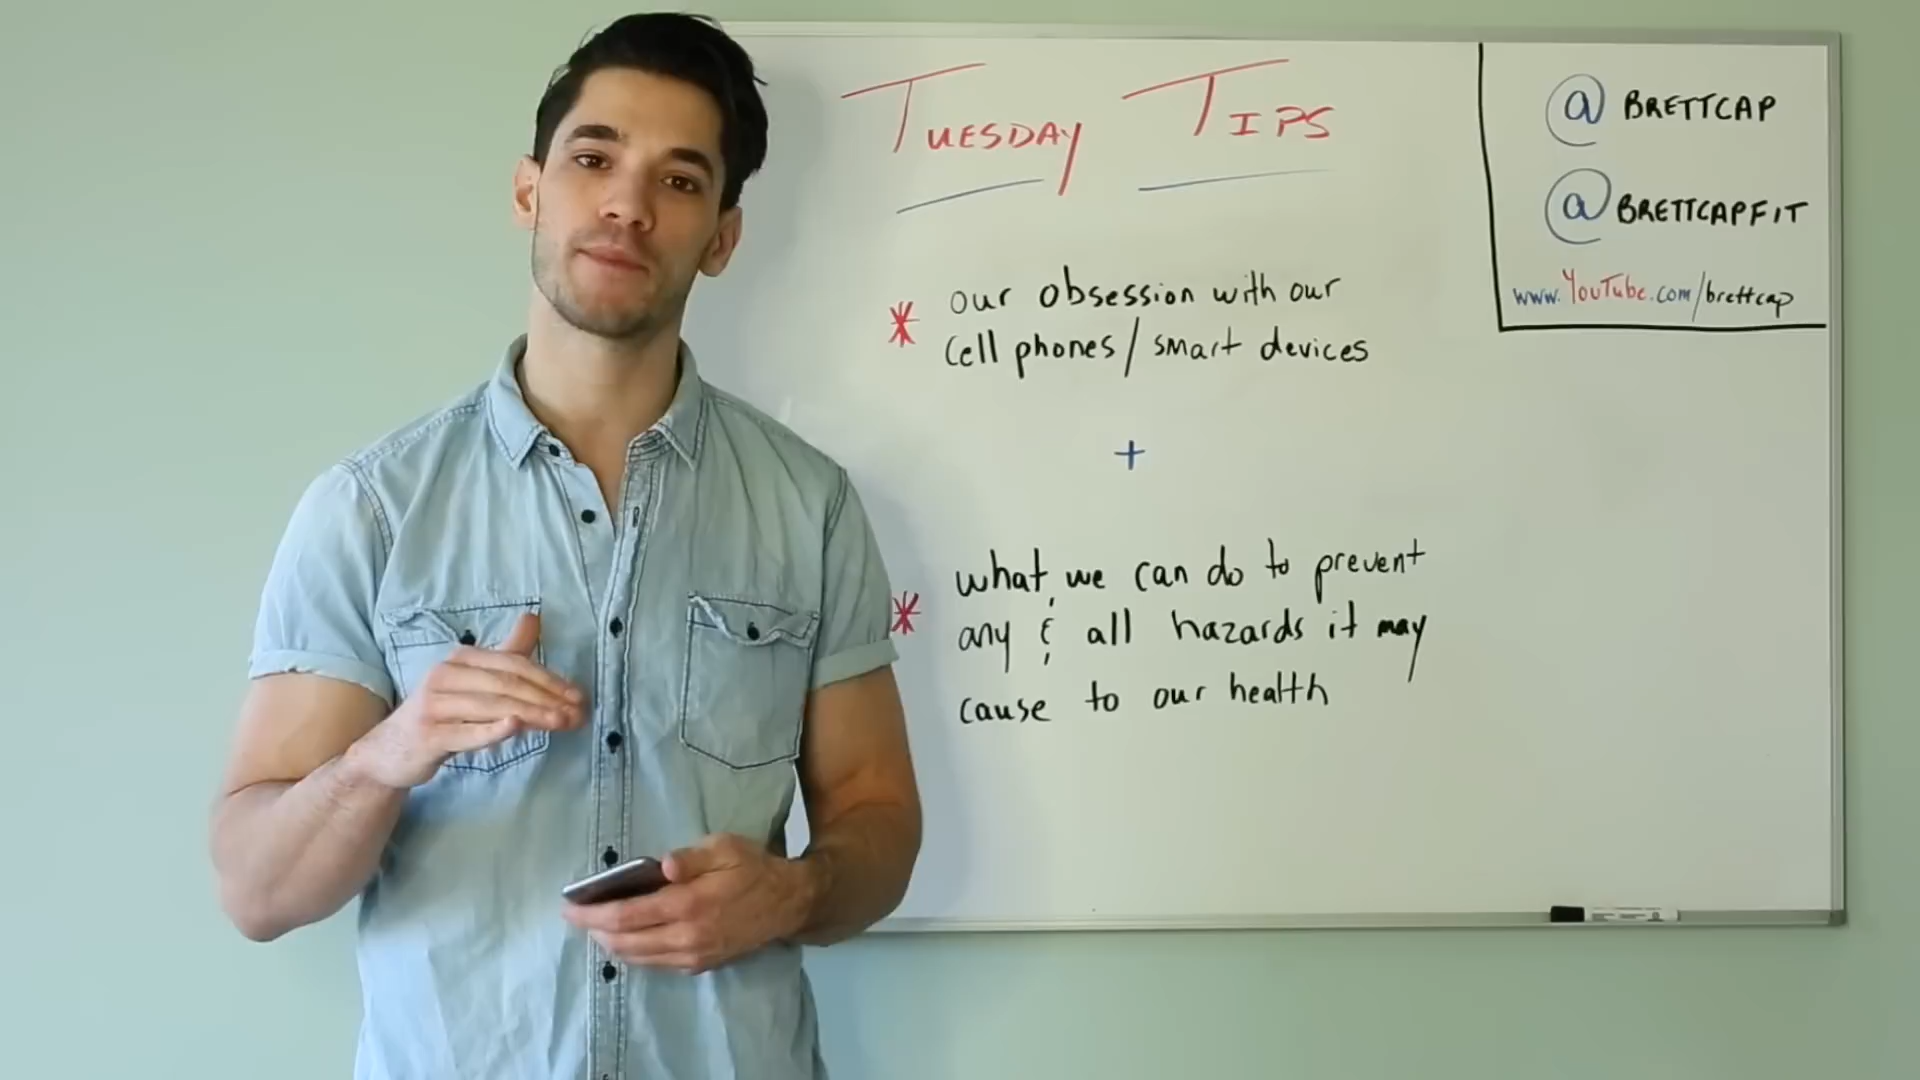 TUESDAY TIPS
@ BRETTCAP
@BRETTCAPFIT
www.YouTube.com/brettcap
* our obsession with our
cell phones/smart devices
+
* what we can do to prevent
any & all hazards it may
cause to our health